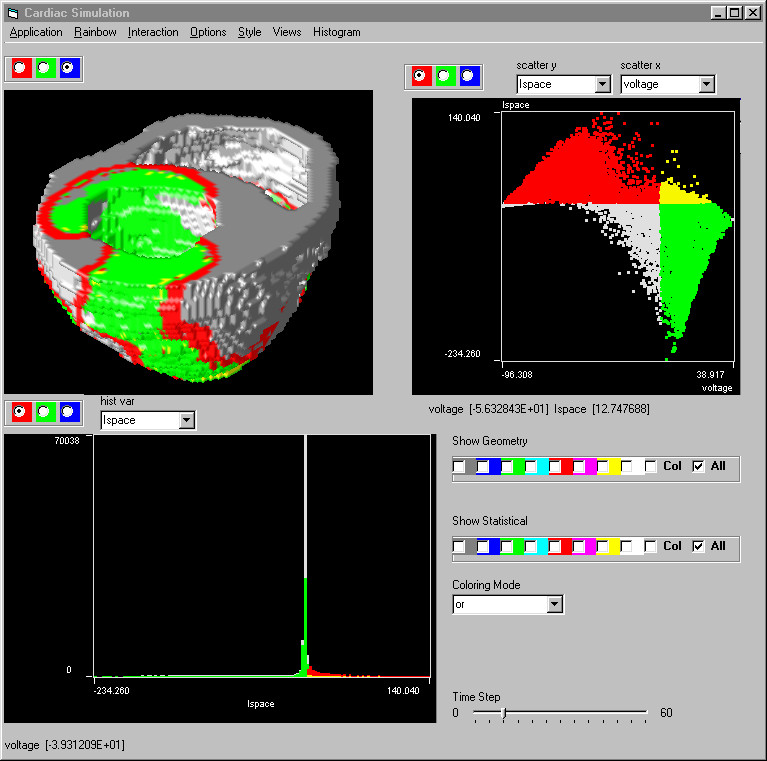 Cardiac Simulation
Application Rainbow Interaction Options Style Views Histogram
scatter y scatter x
Ispace voltage
Ispace
140.040
-234.260
-96.308 38.917
voltage
hist var
Ispace
voltage [-5.632843E+01] Ispace [12.747688]
70038
0
-234.260 140.040
Ispace
Show Geometry
Col All
Show Statistical
Col All
Coloring Mode
or
Time Step
0 60
voltage [-3.931209E+01]